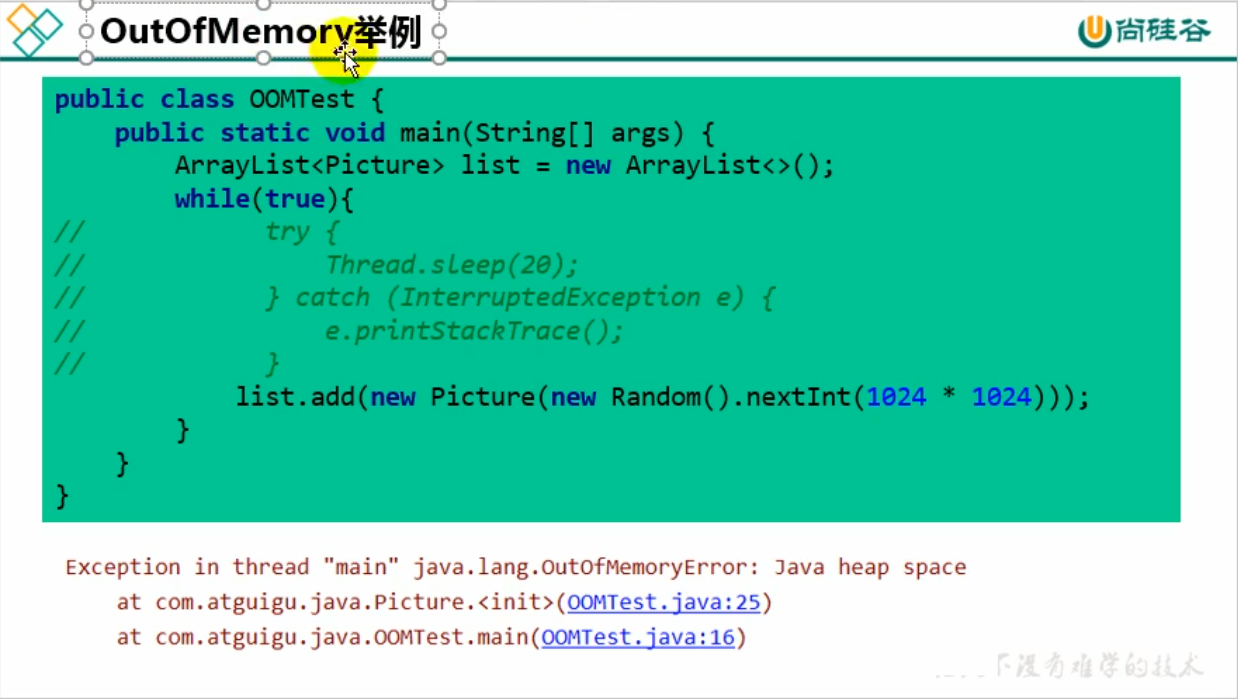 OutOfMemory举例
尚硅谷
public class OOMTest {
    public static void main(String[] args) {
        ArrayList<Picture> list = new ArrayList<>();
        while(true){
//            try {
//                Thread.sleep(20);
//            } catch (InterruptedException e) {
//                e.printStackTrace();
//            }
            list.add(new Picture(new Random().nextInt(1024 * 1024)));
        }
    }
}
Exception in thread "main" java.lang.OutOfMemoryError: Java heap space
    at com.atguigu.java.Picture.<init>(OOMTest.java:25)
    at com.atguigu.java.OOMTest.main(OOMTest.java:16)
下没有难学的技术